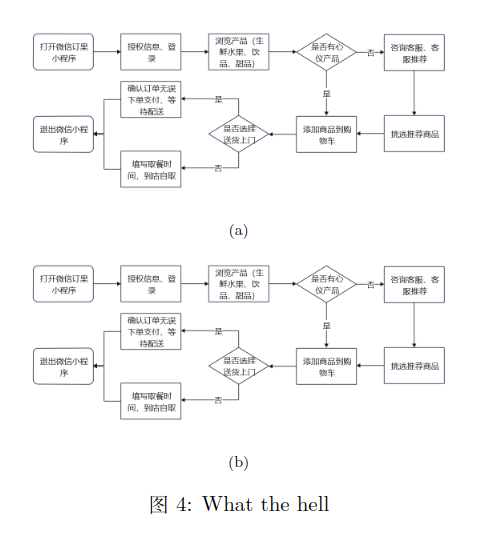 打开微信订里
小程序
授权信息、登
录
浏览产品（生
鲜水果、饮
品、甜品）
是否有心
仪产品
否
咨询客服、客
服推荐
是
确认订单无误
下单支付、等
待配送
是
退出微信小程
序
是否选择
送货上门
添加商品到购
物车
挑选推荐商品
填写取餐时
间，到店自取
否
(a)
打开微信订里
小程序
授权信息、登
录
浏览产品（生
鲜水果、饮
品、甜品）
是否有心
仪产品
否
咨询客服、客
服推荐
是
确认订单无误
下单支付、等
待配送
是
退出微信小程
序
是否选择
送货上门
添加商品到购
物车
挑选推荐商品
填写取餐时
间，到店自取
否
(b)
图 4: What the hell